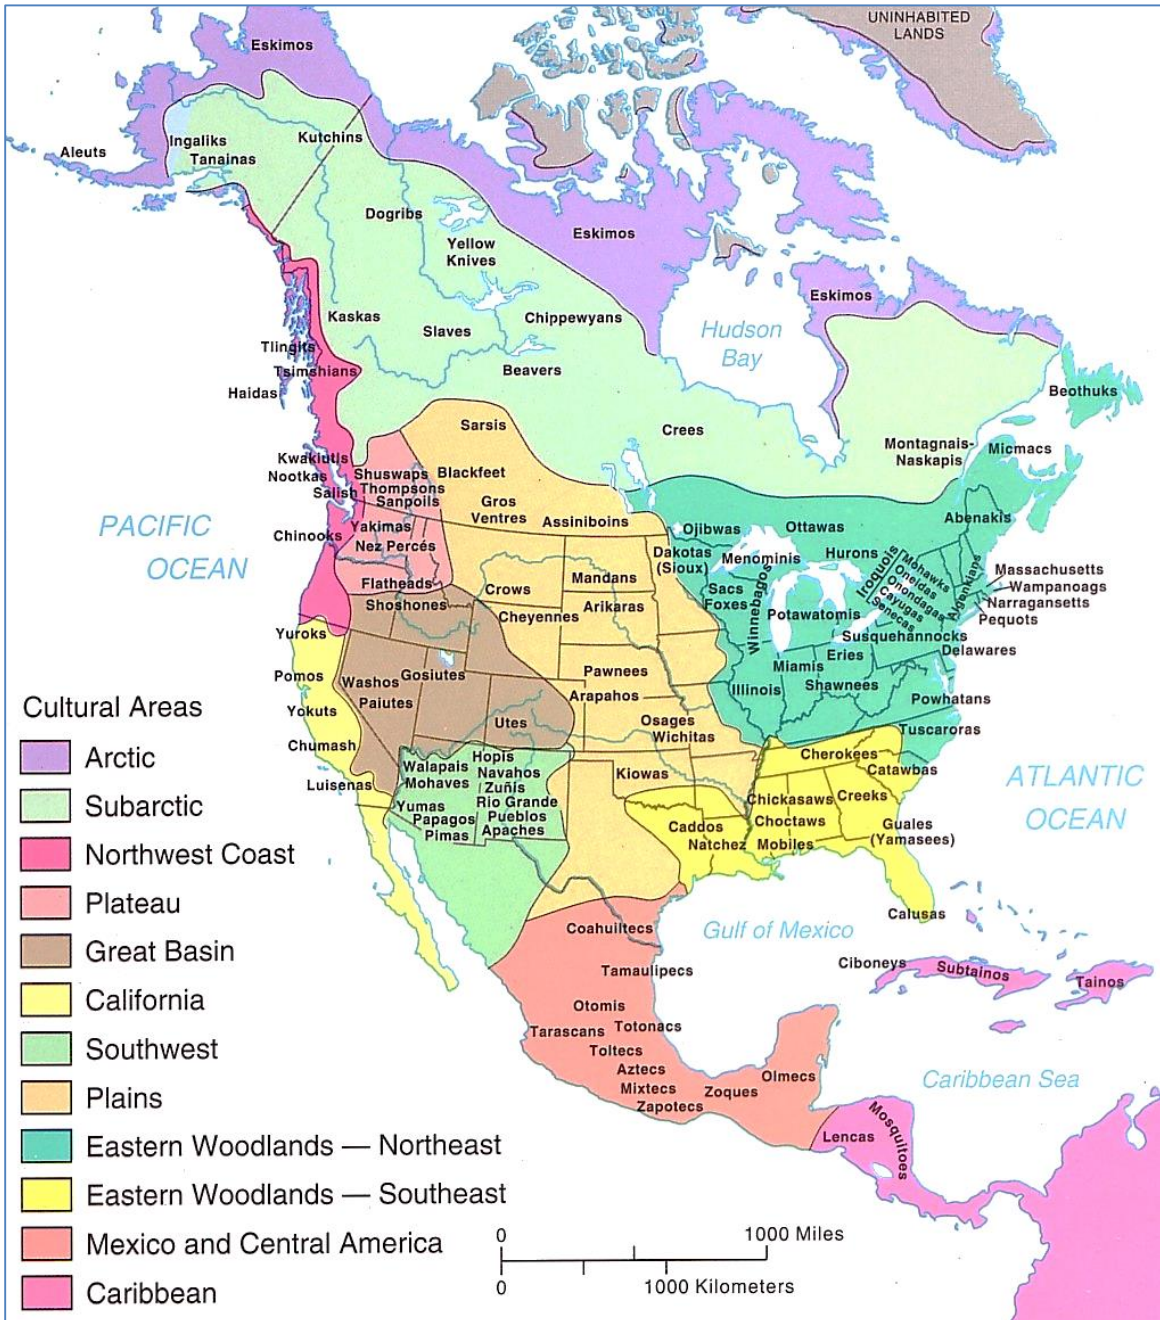 UNINHABITED
LANDS
Eskimos
Kutchins
Ingaliks
Tanainas
Aleuts
Dogribs
Yellow
Knives
Eskimos
Eskimos
Kaskas
Slaves
Chippewyans
Hudson
Bay
Tlingits
Tsimshians
Haidas
Beavers
Beothuks
Sarsis
Crees
Montagnais-
Naskapis
Micmacs
Kwakiutls
Nootkas
Salish
Shuswaps
Thompsons
Sanpoils
Blackfeet
Gros
Ventres
Assiniboins
PACIFIC
OCEAN
Chinooks
Yakimas
Nez Percés
Flatheads
Shoshones
Crows
Cheyennes
Mandans
Arikaras
Dakotas
(Sioux)
Ojibwas
Ottawas
Abenakis
Menominis
Hurons
Iroquois
Mohawks
Oneidas
Onondagas
Cayugas
Senecas
Algonkians
Massachusetts
Wampanoags
Narragansetts
Pequots
Sacs
Foxes
Winnebagos
Potawatomis
Susquehannocks
Delawares
Yuroks
Pomos
Yokuts
Chumash
Luisenas
Washos
Paiutes
Gosiutes
Utes
Pawnees
Arapahos
Osages
Wichitas
Kiowas
Miamis
Eries
Illinois
Shawnees
Powhatans
Tuscaroras
Cherokees
Catawbas
Walapais
Mohaves
Hopis
Navahos
Zuñis
Rio Grande
Pueblos
Apaches
Yumas
Papagos
Pimas
Chickasaws
Creeks
Choctaws
Caddos
Natchez
Mobiles
Guales
(Yamasees)
Calusas
ATLANTIC
OCEAN
Gulf of Mexico
Coahuiltecs
Tamaulipecs
Ciboneys
Subtainos
Tainos
Otomis
Tarascans
Totonacs
Toltecs
Aztecs
Mixtecs
Zapotecs
Zoques
Olmecs
Caribbean Sea
Lencas
Mosquitoes
Cultural Areas
Arctic
Subarctic
Northwest Coast
Plateau
Great Basin
California
Southwest
Plains
Eastern Woodlands — Northeast
Eastern Woodlands — Southeast
Mexico and Central America
Caribbean
0 1000 Miles
0 1000 Kilometers